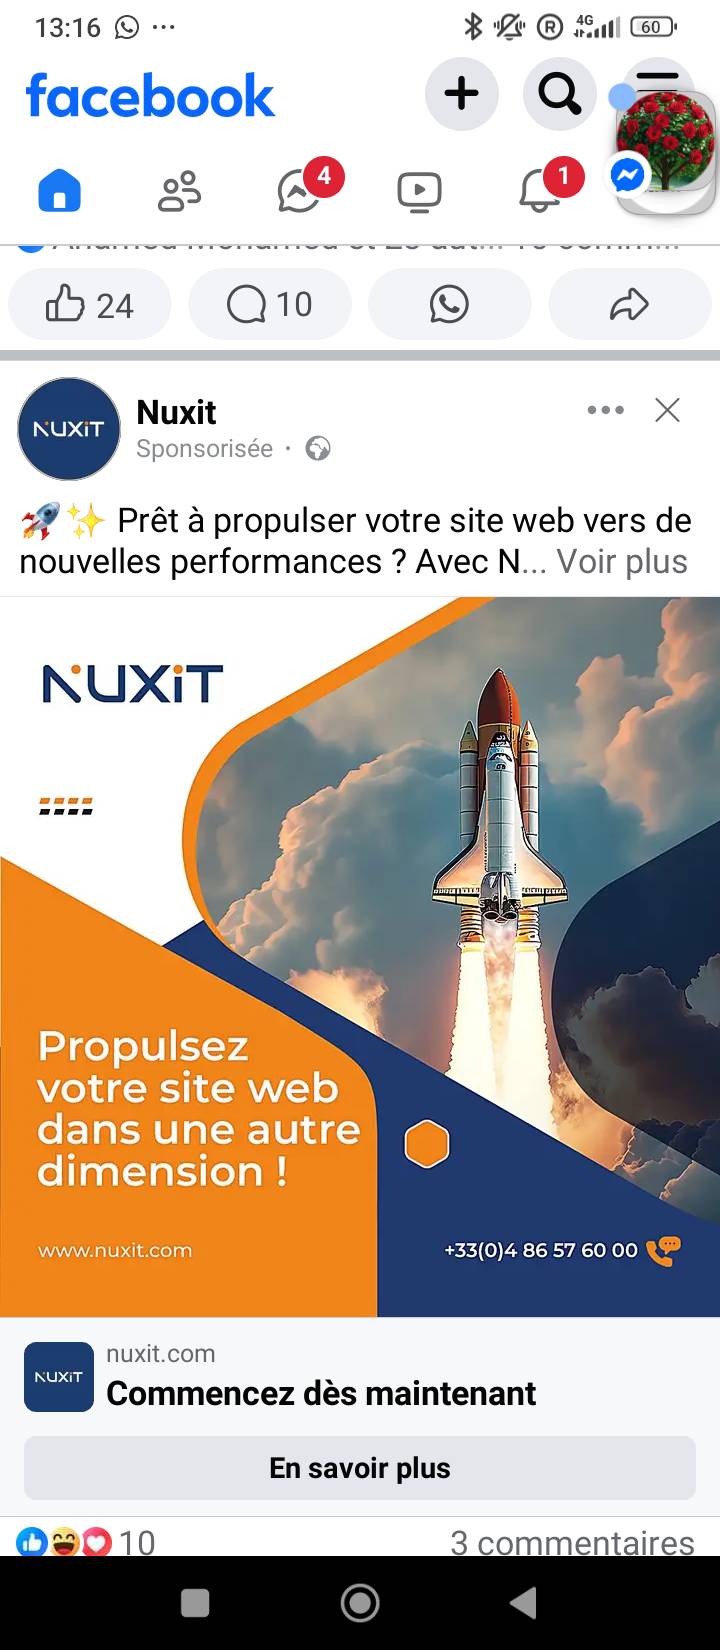 13:16
4G
60
R
facebook
4
1
24
10
NUXIT
Nuxit
Sponsorisée ·
🚀✨ Prêt à propulser votre site web vers de
nouvelles performances ? Avec N... Voir plus
NUXIT
Propulsez
votre site web
dans une autre
dimension !
www.nuxit.com
+33(0)4 86 57 60 00
NUXIT
nuxit.com
Commencez dès maintenant
En savoir plus
10
3 commentaires